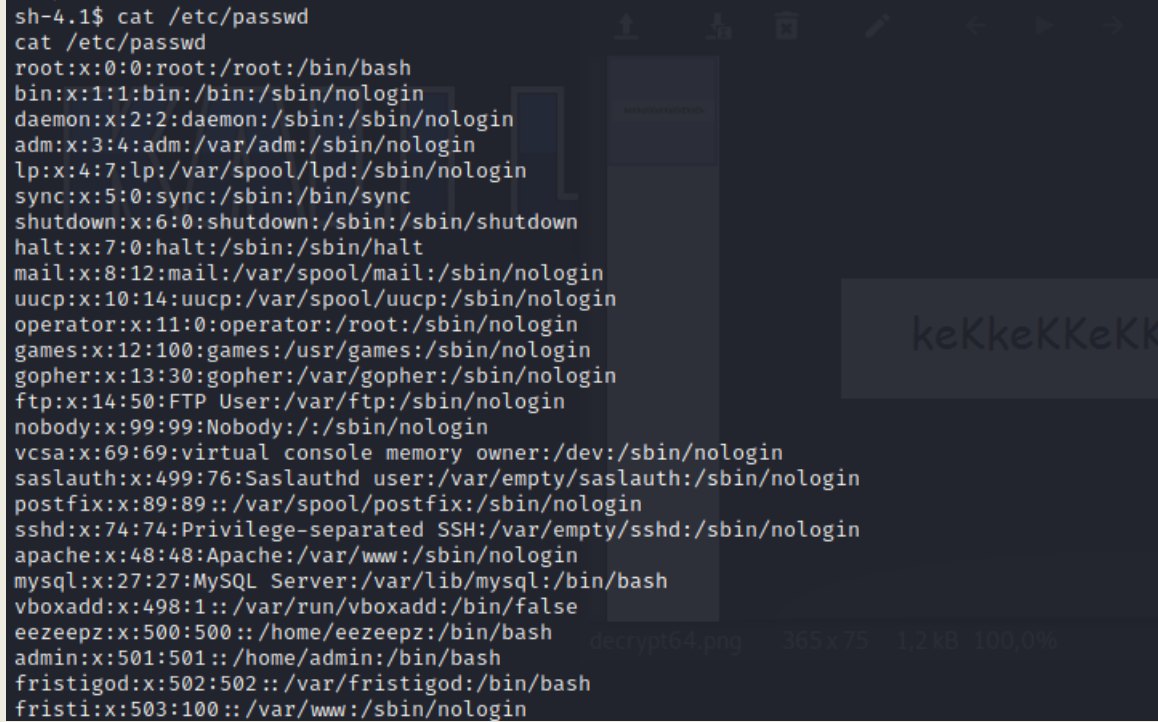 sh-4.1$ cat /etc/passwd
cat /etc/passwd
root:x:0:0:root:/root:/bin/bash
bin:x:1:1:bin:/bin:/sbin/nologin
daemon:x:2:2:daemon:/sbin:/sbin/nologin
adm:x:3:4:adm:/var/adm:/sbin/nologin
lp:x:4:7:lp:/var/spool/lpd:/sbin/nologin
sync:x:5:0:sync:/sbin:/bin/sync
shutdown:x:6:0:shutdown:/sbin:/sbin/shutdown
halt:x:7:0:halt:/sbin:/sbin/halt
mail:x:8:12:mail:/var/spool/mail:/sbin/nologin
uucp:x:10:14:uucp:/var/spool/uucp:/sbin/nologin
operator:x:11:0:operator:/root:/sbin/nologin
games:x:12:100:games:/usr/games:/sbin/nologin
gopher:x:13:30:gopher:/var/gopher:/sbin/nologin
ftp:x:14:50:FTP User:/var/ftp:/sbin/nologin
nobody:x:99:99:Nobody:/:/sbin/nologin
vcsa:x:69:69:virtual console memory owner:/dev:/sbin/nologin
saslauth:x:499:76:Saslauthd user:/var/empty/saslauth:/sbin/nologin
postfix:x:89:89::/var/spool/postfix:/sbin/nologin
sshd:x:74:74:Privilege-separated SSH:/var/empty/sshd:/sbin/nologin
apache:x:48:48:Apache:/var/www:/sbin/nologin
mysql:x:27:27:MySQL Server:/var/lib/mysql:/bin/bash
vboxadd:x:498:1::/var/run/vboxadd:/bin/false
eezeepz:x:500:500::/home/eezeepz:/bin/bash
admin:x:501:501::/home/admin:/bin/bash
fristigod:x:502:502::/var/fristigod:/bin/bash
fristi:x:503:100::/var/www:/sbin/nologin
keKkeKKeKK
decrypt64.png 365 x 75 1,2 kB 100,0%